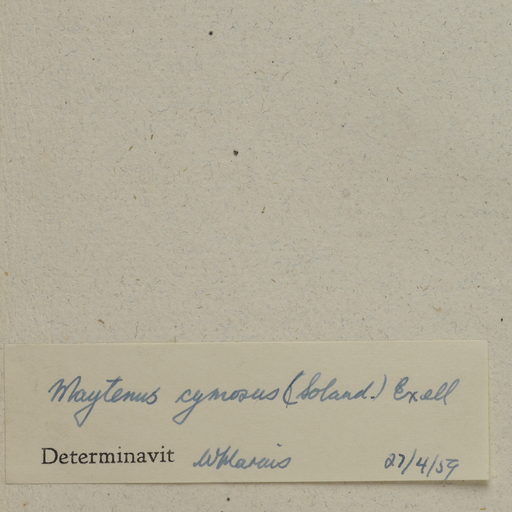 Maytenus cymosus (Soland.) Exell
Determinavit W Marais 27/4/59